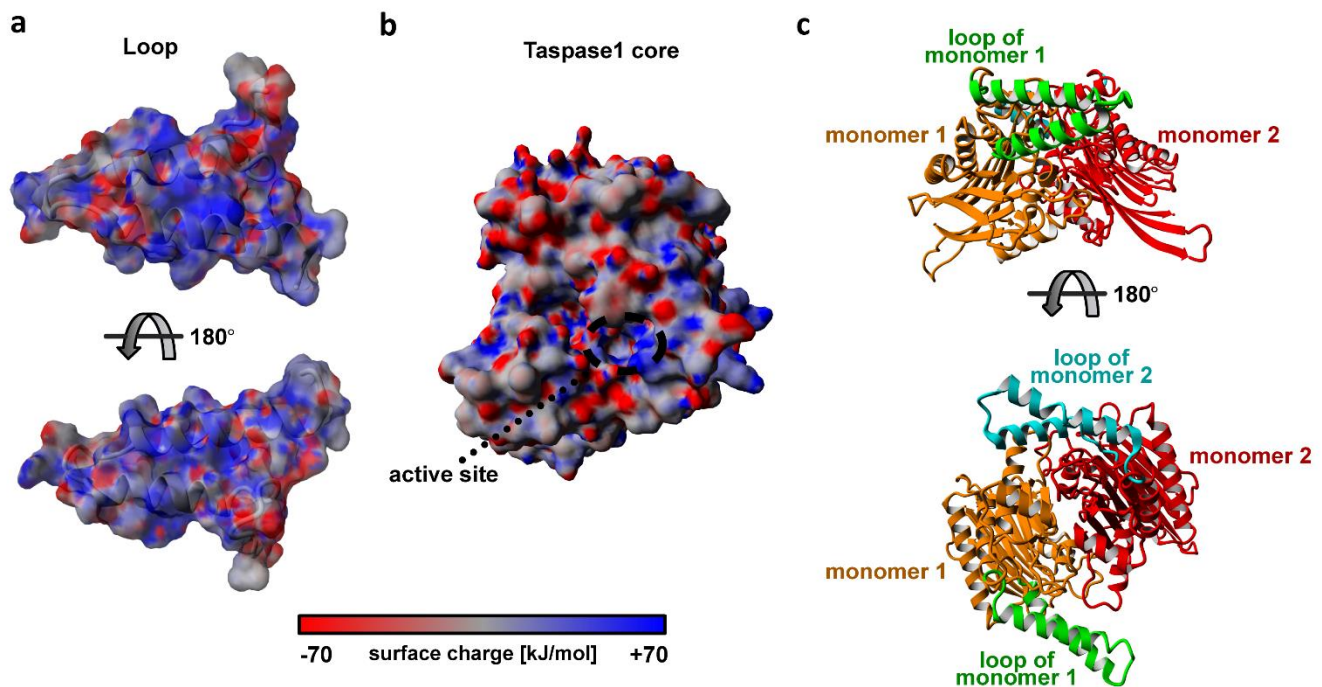 a
Loop
180°
b
Taspase1 core
active site
-70 surface charge [kJ/mol] +70
c
loop of
monomer 1
monomer 1
monomer 2
180°
loop of
monomer 2
monomer 2
monomer 1
loop of
monomer 1